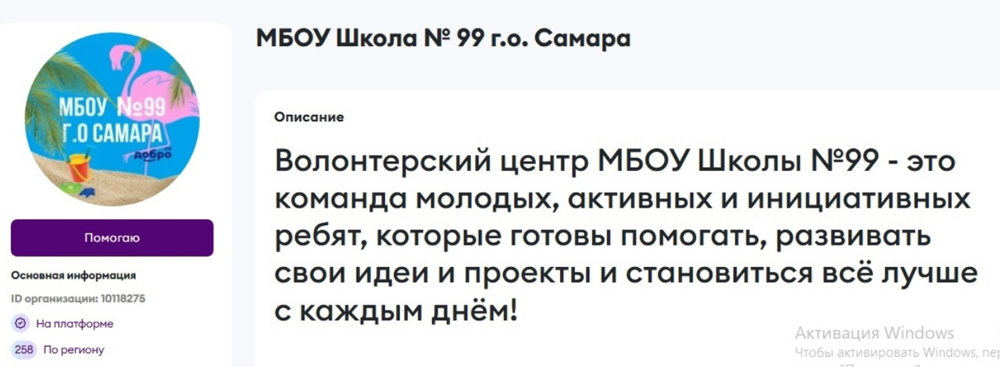 МБОУ Школа № 99 г.о. Самара
МБОУ №99
Г.О САМАРА
добро
Помогаю
Основная информация
ID организации: 10118275
На платформе
258 По региону
Описание
Волонтерский центр МБОУ Школы №99 - это
команда молодых, активных и инициативных
ребят, которые готовы помогать, развивать
свои идеи и проекты и становиться всё лучше
с каждым днём!
Активация Windows
Чтобы активировать Windows,